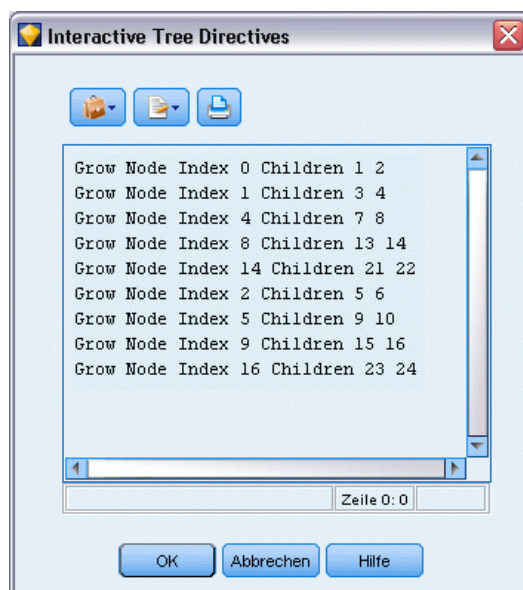 Interactive Tree Directives
Grow Node Index 0 Children 1 2
Grow Node Index 1 Children 3 4
Grow Node Index 4 Children 7 8
Grow Node Index 8 Children 13 14
Grow Node Index 14 Children 21 22
Grow Node Index 2 Children 5 6
Grow Node Index 5 Children 9 10
Grow Node Index 9 Children 15 16
Grow Node Index 16 Children 23 24
Zeile 0: 0
OK Abbrechen Hilfe